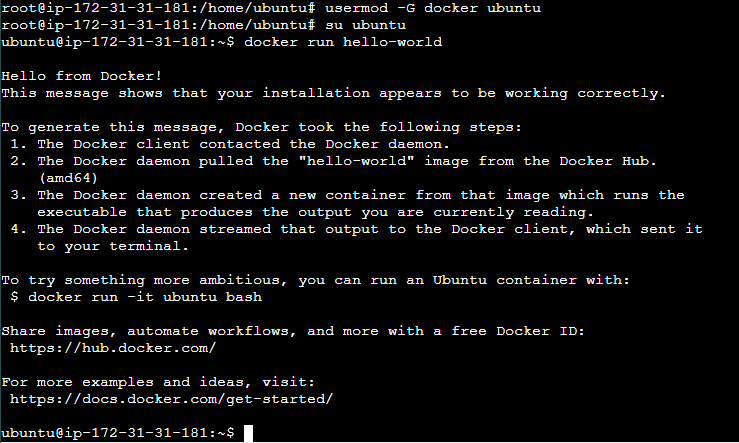 root@ip-172-31-31-181:/home/ubuntu# usermod -G docker ubuntu
root@ip-172-31-31-181:/home/ubuntu# su ubuntu
ubuntu@ip-172-31-31-181:~$ docker run hello-world

Hello from Docker!
This message shows that your installation appears to be working correctly.

To generate this message, Docker took the following steps:
 1. The Docker client contacted the Docker daemon.
 2. The Docker daemon pulled the "hello-world" image from the Docker Hub.
    (amd64)
 3. The Docker daemon created a new container from that image which runs the
    executable that produces the output you are currently reading.
 4. The Docker daemon streamed that output to the Docker client, which sent it
    to your terminal.

To try something more ambitious, you can run an Ubuntu container with:
 $ docker run -it ubuntu bash

Share images, automate workflows, and more with a free Docker ID:
 https://hub.docker.com/

For more examples and ideas, visit:
 https://docs.docker.com/get-started/

ubuntu@ip-172-31-31-181:~$